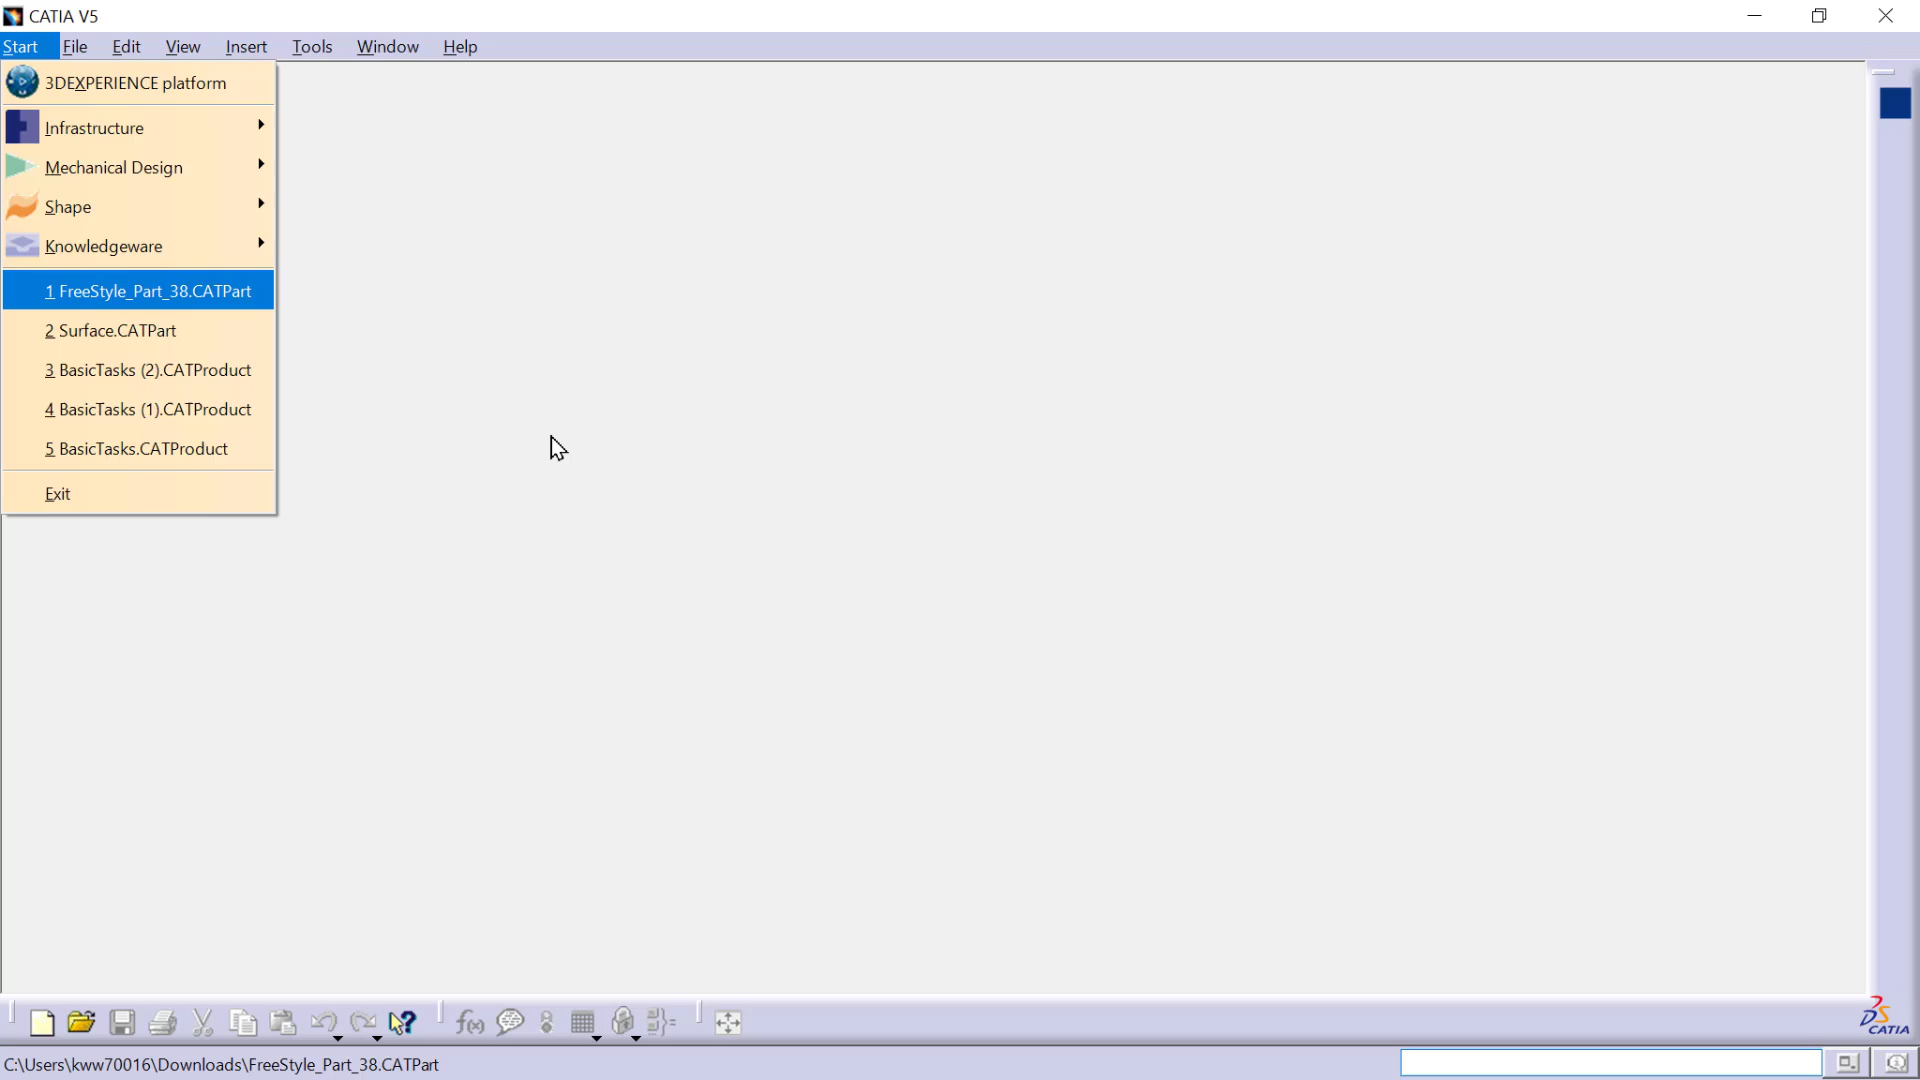 CATIA V5
Start File Edit View Insert Tools Window Help
3DEXPERIENCE platform
Infrastructure
Mechanical Design
Shape
Knowledgeware
1 FreeStyle_Part_38.CATPart
2 Surface.CATPart
3 BasicTasks (2).CATProduct
4 BasicTasks (1).CATProduct
5 BasicTasks.CATProduct
Exit
f(x)
DS CATIA
C:\Users\kww70016\Downloads\FreeStyle_Part_38.CATPart